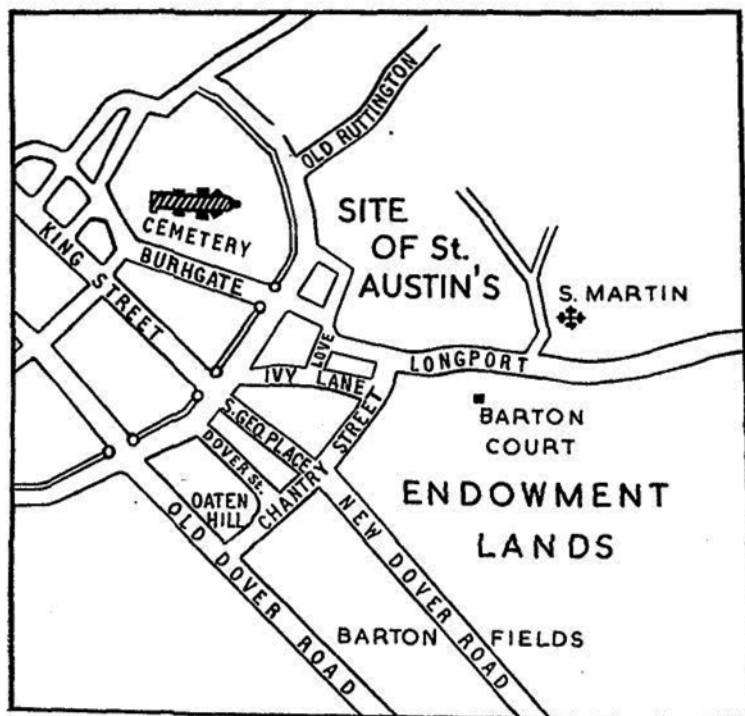 OLD RUTTINGTON
SITE
OF St.
AUSTIN'S
CEMETERY
KING STREET
BURHGATE
S. MARTIN
LOVE
LONGPORT
IVY LANE
S. GEO. PLACE
DOVER St.
CHANTRY STREET
BARTON
COURT
OATEN
HILL
ENDOWMENT
LANDS
OLD DOVER ROAD
NEW DOVER ROAD
BARTON FIELDS